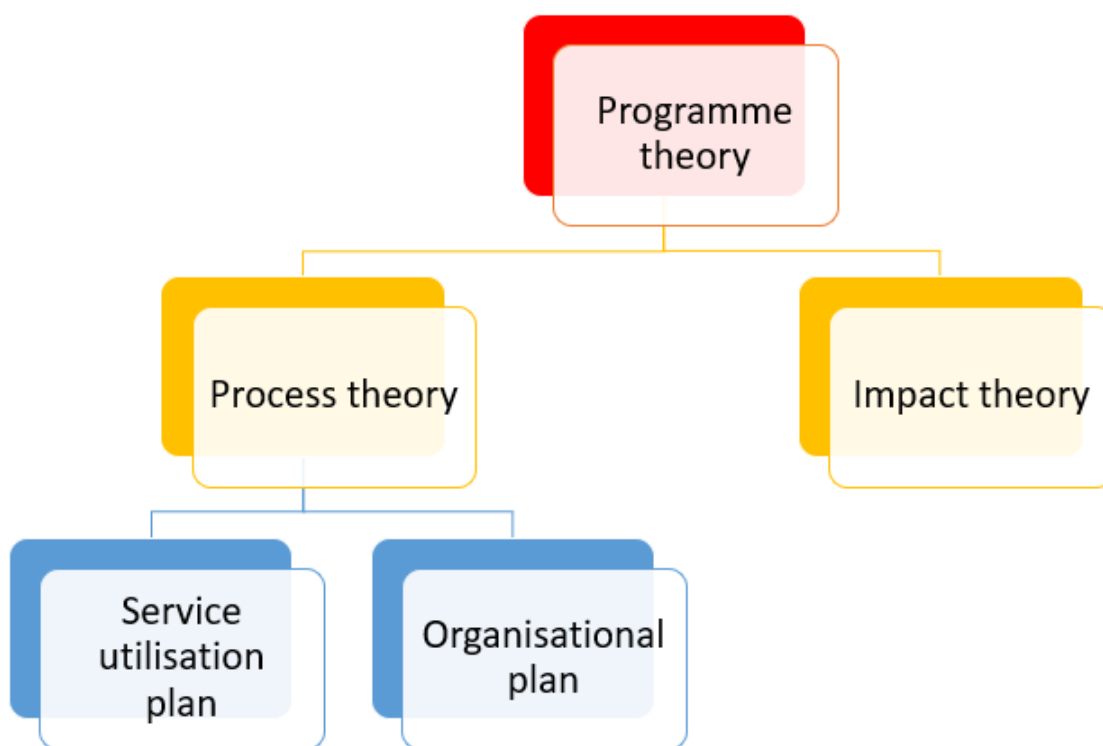 Programme
theory
Process theory
Impact theory
Service
utilisation
plan
Organisational
plan